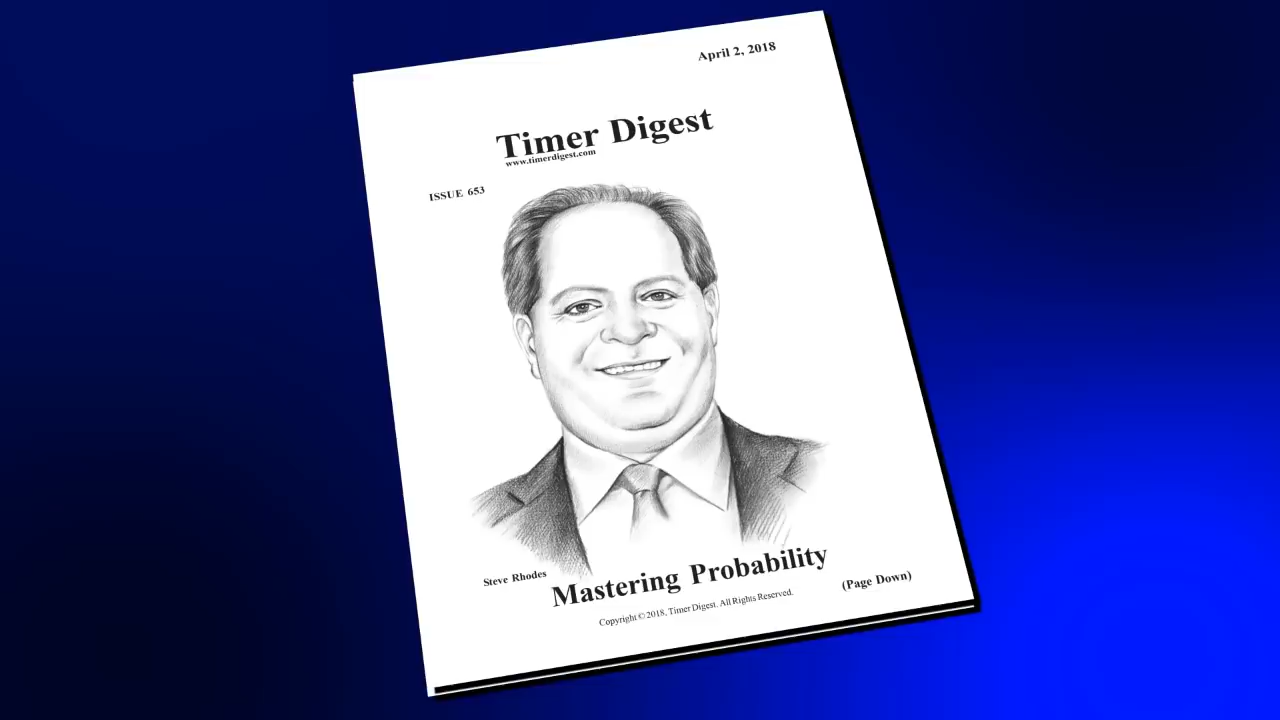 April 2, 2018
Timer Digest
www.timerdigest.com
ISSUE 653
Steve Rhodes
Mastering Probability
(Page Down)
Copyright © 2018, Timer Digest. All Rights Reserved.